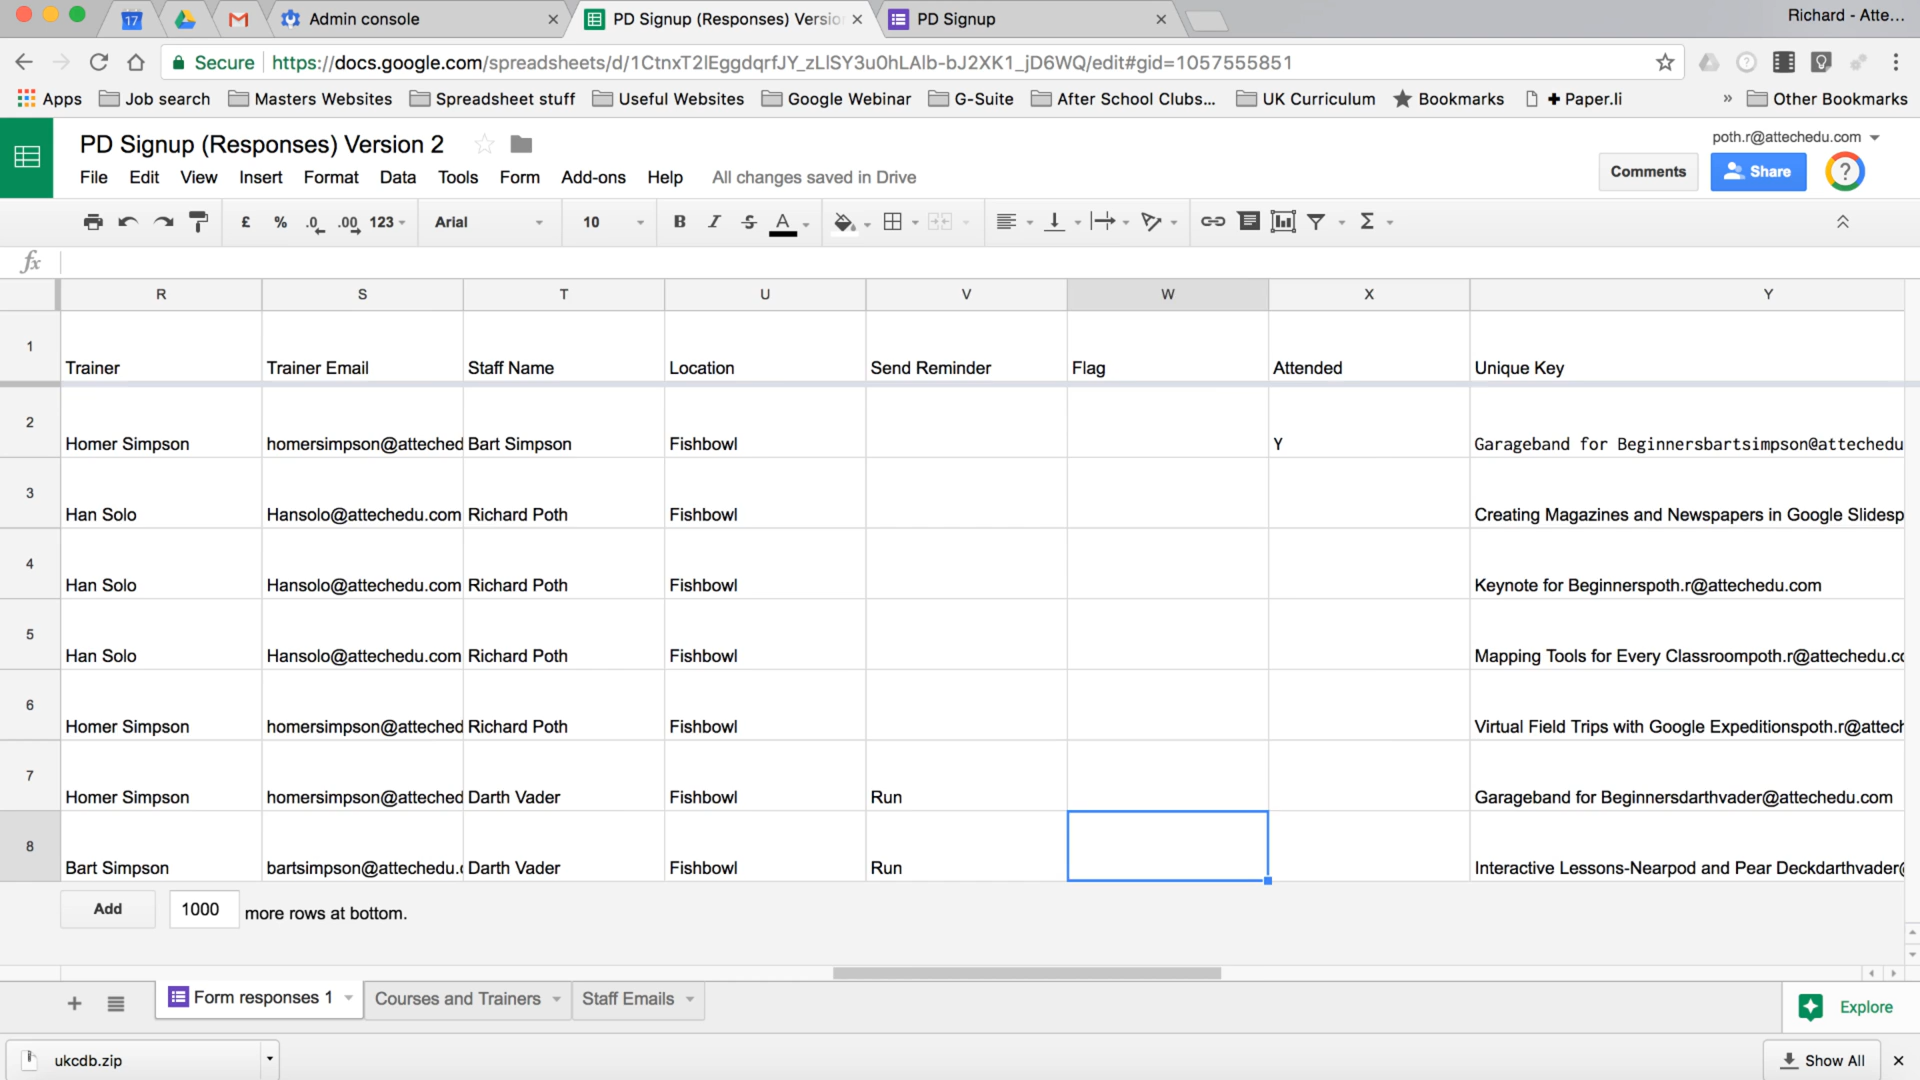 17 Admin console PD Signup (Responses) Versio PD Signup Richard - Atte...
Secure https://docs.google.com/spreadsheets/d/1CtnxT2lEggdqrfJY_zLlSY3u0hLAlb-bJ2XK1_jD6WQ/edit#gid=1057555851
Apps Job search Masters Websites Spreadsheet stuff Useful Websites Google Webinar G-Suite After School Clubs... UK Curriculum Bookmarks Paper.li » Other Bookmarks
PD Signup (Responses) Version 2 poth.r@attechedu.com
File Edit View Insert Format Data Tools Form Add-ons Help All changes saved in Drive Comments Share
£ % .0 .00 123 Arial 10 B I S A Σ
fx
R S T U V W X Y
1 Trainer Trainer Email Staff Name Location Send Reminder Flag Attended Unique Key
2 Homer Simpson homersimpson@atteched Bart Simpson Fishbowl Y Garageband for Beginnersbartsimpson@attechedu
3 Han Solo Hansolo@attechedu.com Richard Poth Fishbowl Creating Magazines and Newspapers in Google Slidesp
4 Han Solo Hansolo@attechedu.com Richard Poth Fishbowl Keynote for Beginnerspoth.r@attechedu.com
5 Han Solo Hansolo@attechedu.com Richard Poth Fishbowl Mapping Tools for Every Classroompoth.r@attechedu.co
6 Homer Simpson homersimpson@atteched Richard Poth Fishbowl Virtual Field Trips with Google Expeditionspoth.r@attech
7 Homer Simpson homersimpson@atteched Darth Vader Fishbowl Run Garageband for Beginnersdarthvader@attechedu.com
8 Bart Simpson bartsimpson@attechedu. Darth Vader Fishbowl Run Interactive Lessons-Nearpod and Pear Deckdarthvader@
Add 1000 more rows at bottom.
Form responses 1 Courses and Trainers Staff Emails Explore
ukcdb.zip Show All